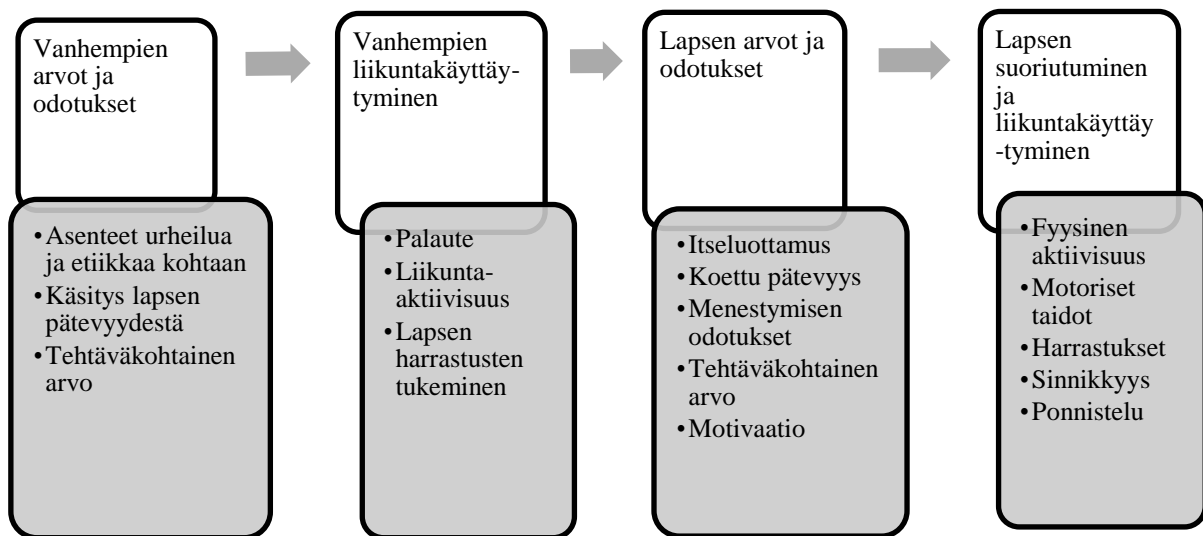 Vanhempien
arvot ja
odotukset
• Asenteet urheilua
ja etiikkaa kohtaan
• Käsitys lapsen
pätevyydestä
• Tehtäväkohtainen
arvo
Vanhempien
liikuntakäyttäy-
tyminen
• Palaute
• Liikunta-
aktiivisuus
• Lapsen
harrastusten
tukeminen
Lapsen arvot ja
odotukset
• Itseluottamus
• Koettu pätevyys
• Menestymisen
odotukset
• Tehtäväkohtainen
arvo
• Motivaatio
Lapsen
suoriutuminen
ja
liikuntakäyttäy
-tyminen
• Fyysinen
aktiivisuus
• Motoriset
taidot
• Harrastukset
• Sinnikkyys
• Ponnistelu